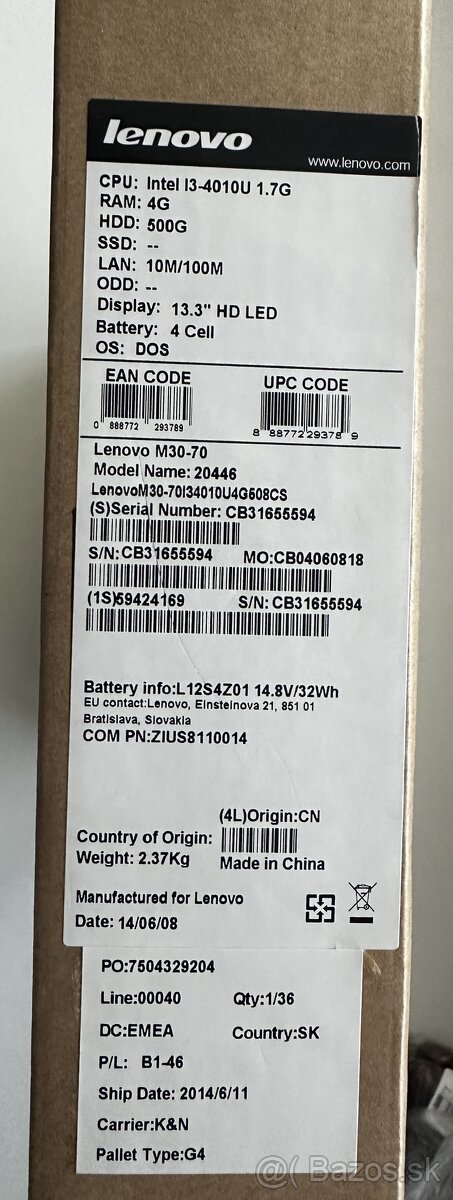 lenovo
www.lenovo.com
CPU: Intel I3-4010U 1.7G
RAM: 4G
HDD: 500G
SSD: --
LAN: 10M/100M
ODD: --
Display: 13.3" HD LED
Battery: 4 Cell
OS: DOS
EAN CODE UPC CODE
0 888772 293789 8 88772 29378 9
Lenovo M30-70
Model Name: 20446
LenovoM30-70I34010U4G508CS
(S)Serial Number: CB31655594
S/N:CB31655594 MO:CB04060818
(1S)59424169 S/N: CB31655594
Battery info:L12S4Z01 14.8V/32Wh
EU contact:Lenovo, Einsteinova 21, 851 01
Bratislava, Slovakia
COM PN:ZIUS8110014
(4L)Origin:CN
Country of Origin:
Weight: 2.37Kg Made in China
Manufactured for Lenovo
Date: 14/06/08
PO:7504329204
Line:00040 Qty:1/36
DC:EMEA Country:SK
P/L: B1-46
Ship Date: 2014/6/11
Carrier:K&N
Pallet Type:G4
@ Bazos.sk